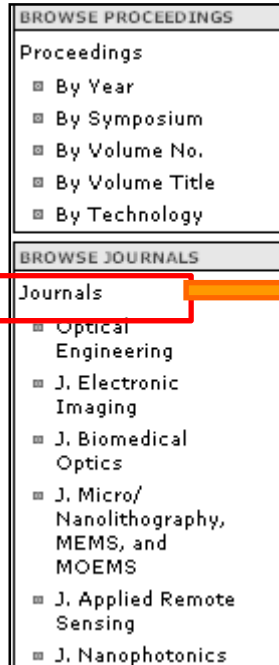 BROWSE PROCEEDINGS
Proceedings
By Year
By Symposium
By Volume No.
By Volume Title
By Technology
BROWSE JOURNALS
Journals
Optical
Engineering
J. Electronic
Imaging
J. Biomedical
Optics
J. Micro/
Nanolithography,
MEMS, and
MOEMS
J. Applied Remote
Sensing
J. Nanophotonics